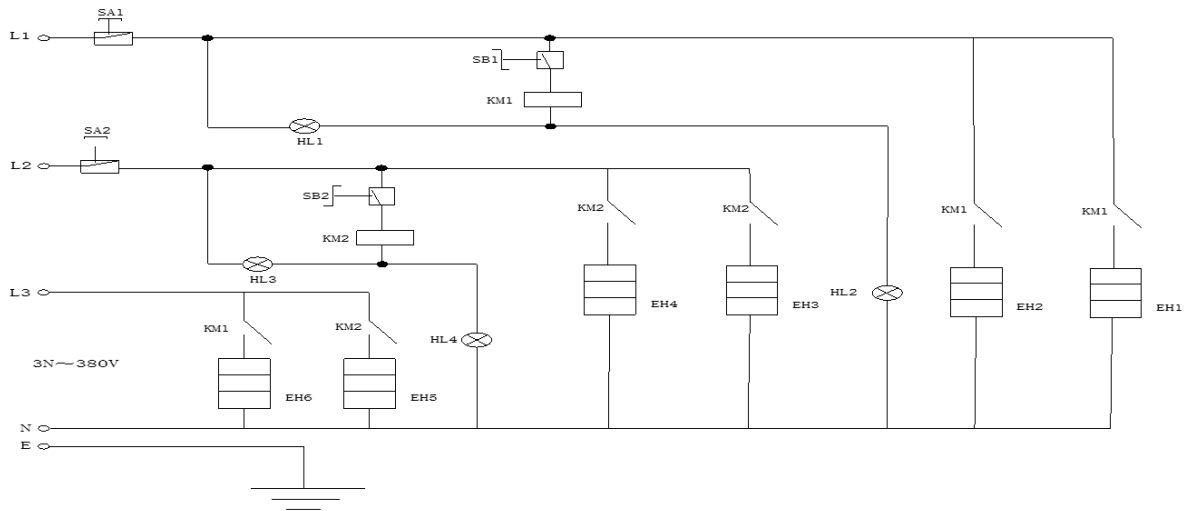 SA1
L1
SB1
KM1
HL1
SA2
L2
SB2
KM2
HL3
KM2
KM2
KM1
KM1
L3
EH4
EH3
HL2
EH2
EH1
KM1
KM2
HL4
3N～380V
EH6
EH5
N
E